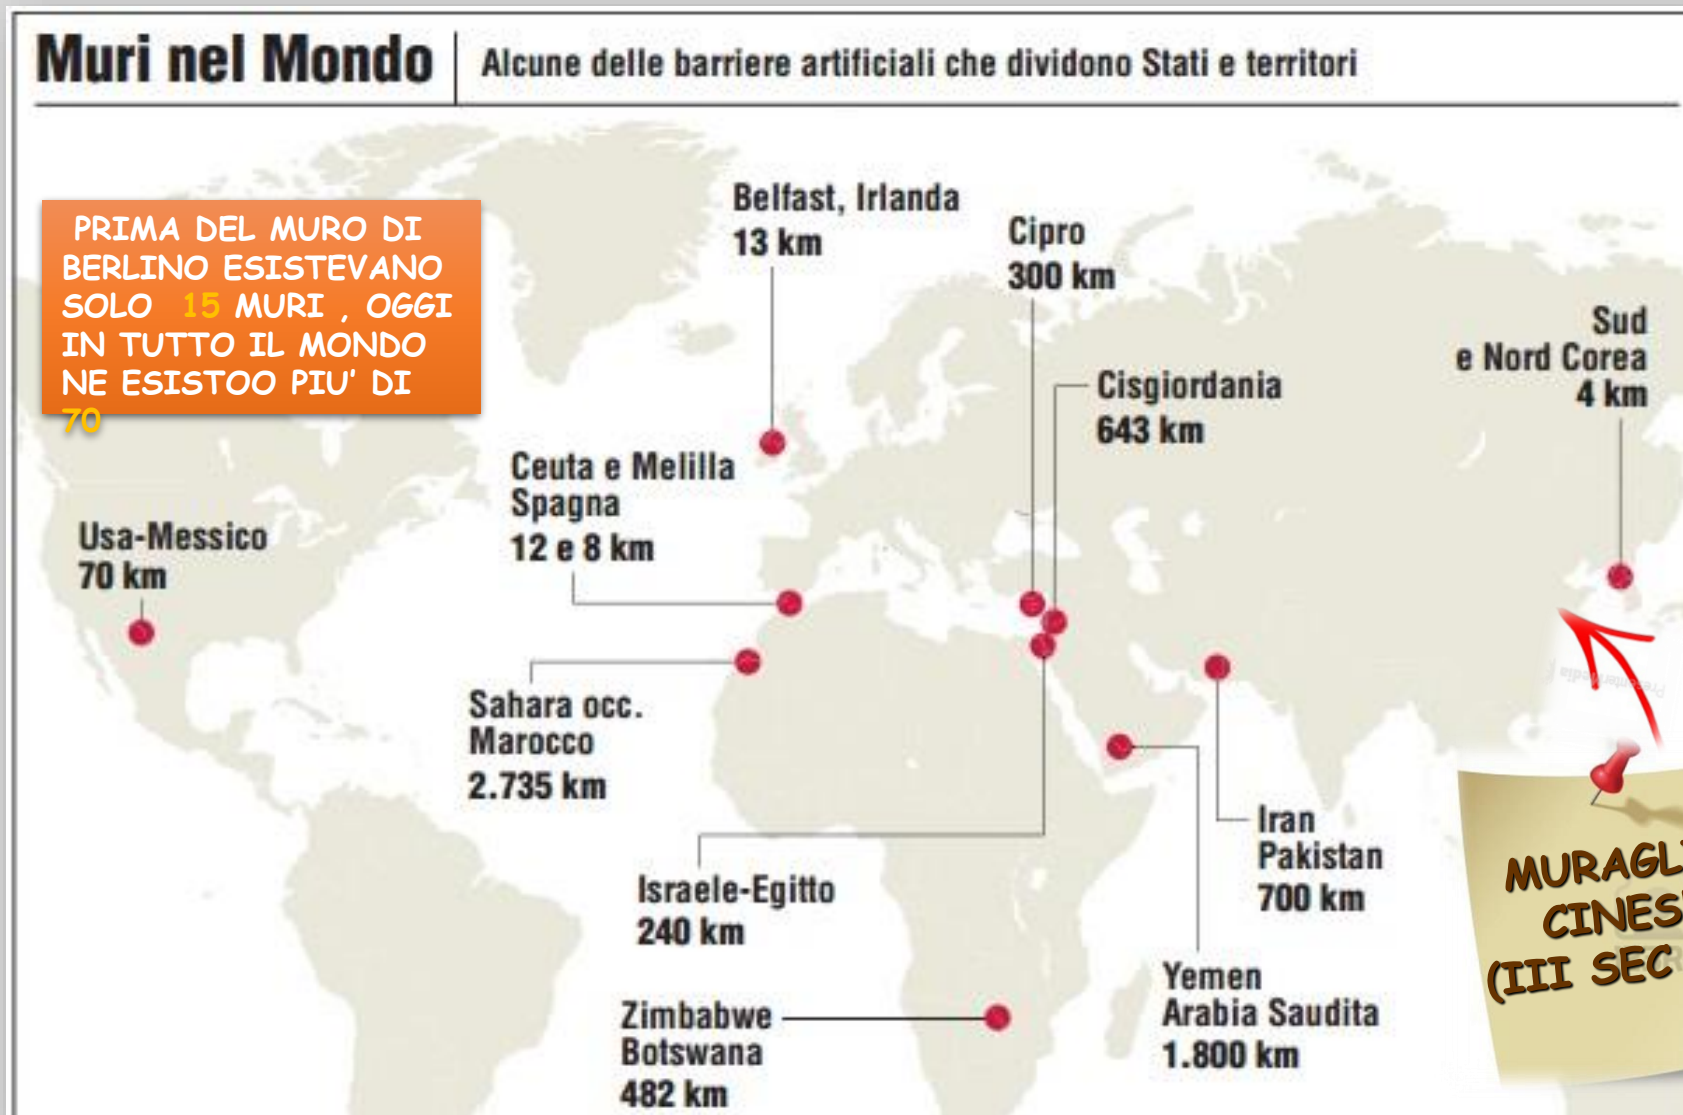 Muri nel Mondo
Alcune delle barriere artificiali che dividono Stati e territori
PRIMA DEL MURO DI
BERLINO ESISTEVANO
SOLO 15 MURI , OGGI
IN TUTTO IL MONDO
NE ESISTOO PIU' DI
70
Belfast, Irlanda
13 km
Cipro
300 km
Sud
e Nord Corea
4 km
Cisgiordania
643 km
Ceuta e Melilla
Spagna
12 e 8 km
Usa-Messico
70 km
Sahara occ.
Marocco
2.735 km
PresenterMedia
Iran
Pakistan
700 km
Israele-Egitto
240 km
Yemen
Arabia Saudita
1.800 km
Zimbabwe
Botswana
482 km
(III SEC